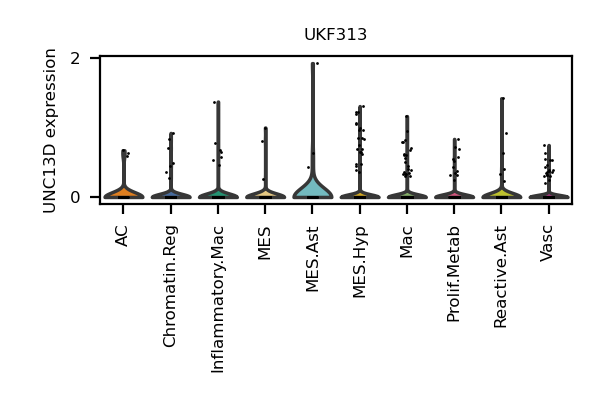 UKF313
UNC13D expression
2
0
AC
Chromatin.Reg
Inflammatory.Mac
MES
MES.Ast
MES.Hyp
Mac
Prolif.Metab
Reactive.Ast
Vasc